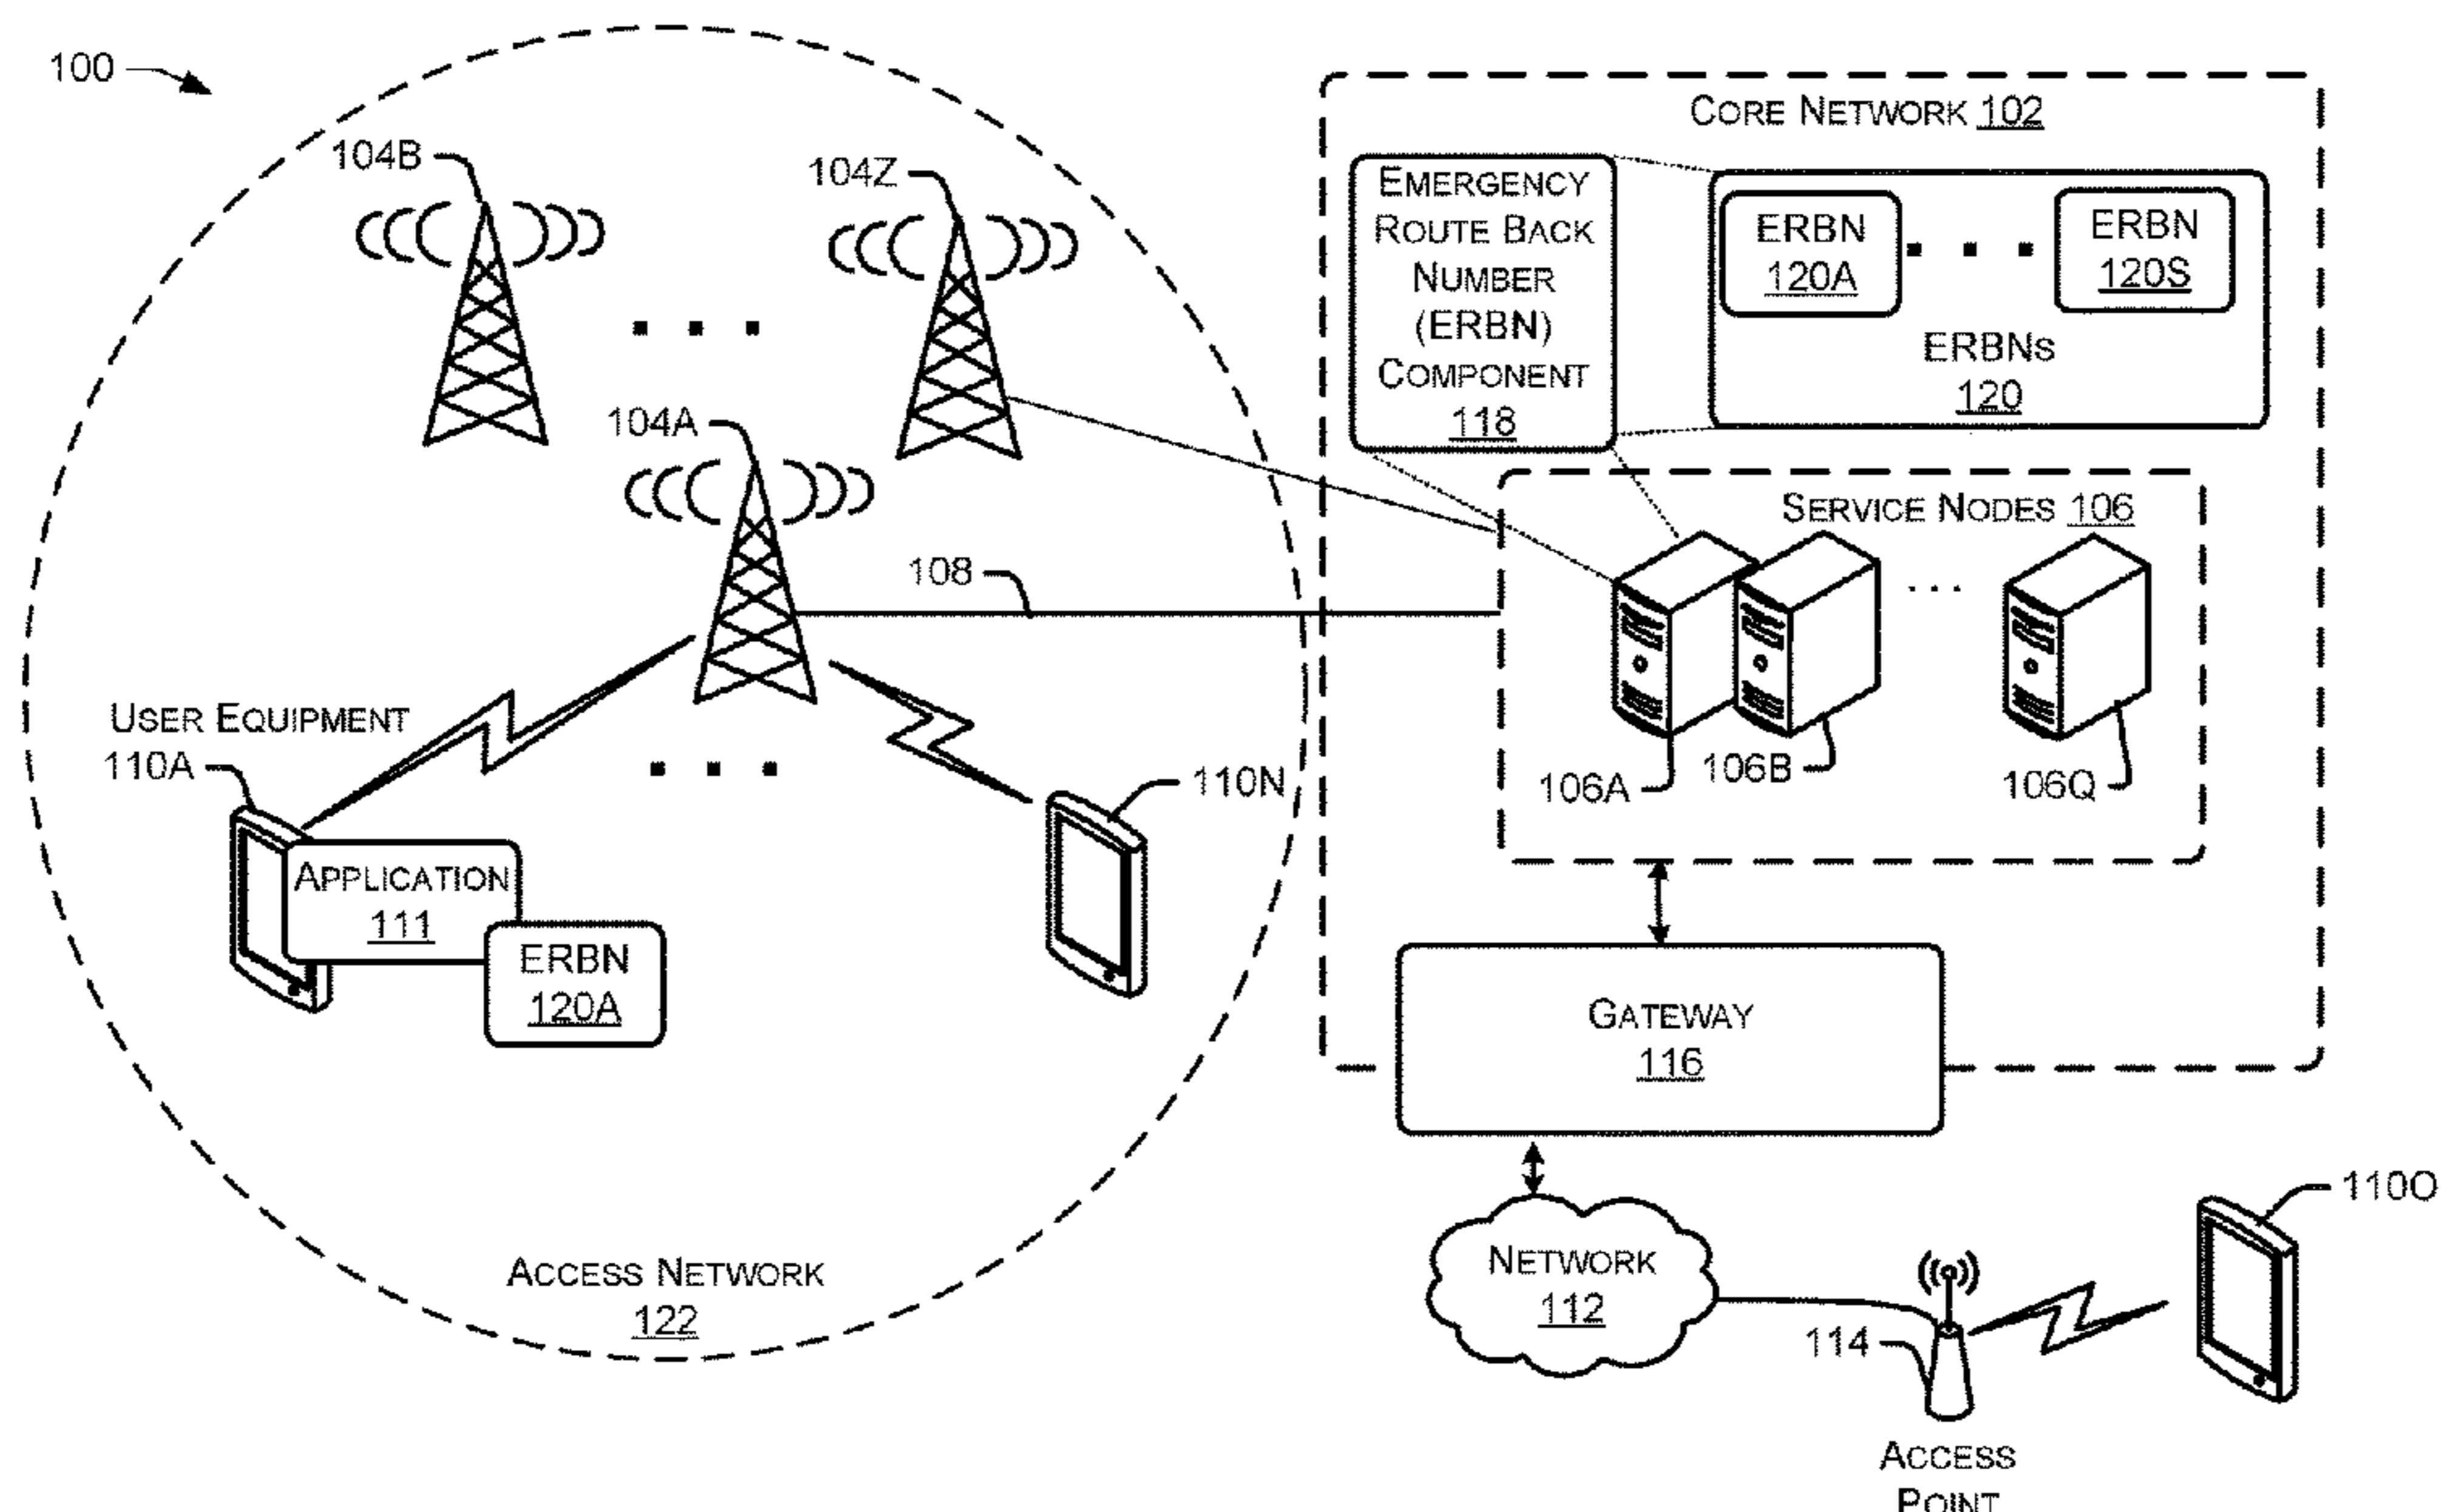 100
104B
104Z
104A
108
USER EQUIPMENT
110A
110N
APPLICATION
111
ERBN
120A
ACCESS NETWORK
122
CORE NETWORK 102
EMERGENCY
ROUTE BACK
NUMBER
(ERBN)
COMPONENT
118
ERBN
120A
ERBN
120S
ERBNS
120
SERVICE NODES 106
106A
106B
106Q
GATEWAY
116
NETWORK
112
114
110O
ACCESS
POINT